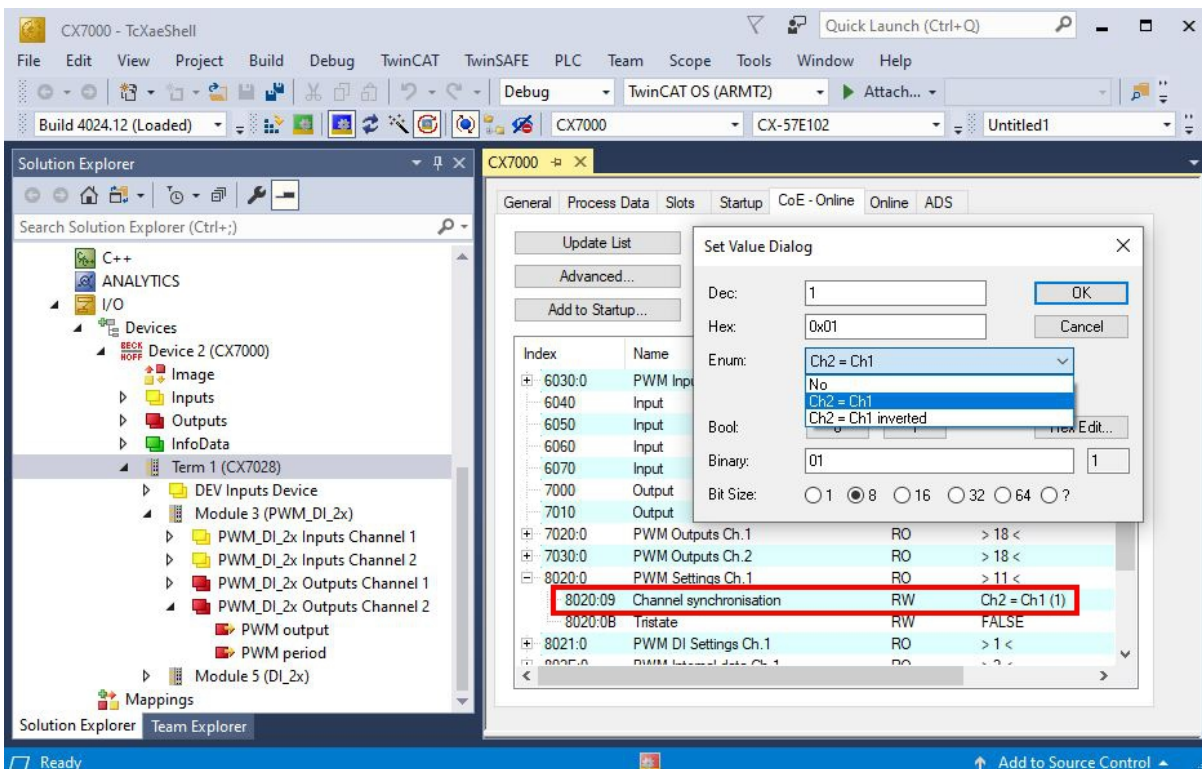 CX7000 - TcXaeShell
Quick Launch (Ctrl+Q)
File Edit View Project Build Debug TwinCAT TwinSAFE PLC Team Scope Tools Window Help
Debug TwinCAT OS (ARMT2) Attach...
Build 4024.12 (Loaded) CX7000 CX-57E102 Untitled1
Solution Explorer
Search Solution Explorer (Ctrl+;)
C++
ANALYTICS
I/O
Devices
BECKHOFF Device 2 (CX7000)
Image
Inputs
Outputs
InfoData
Term 1 (CX7028)
DEV Inputs Device
Module 3 (PWM_DI_2x)
PWM_DI_2x Inputs Channel 1
PWM_DI_2x Inputs Channel 2
PWM_DI_2x Outputs Channel 1
PWM_DI_2x Outputs Channel 2
PWM output
PWM period
Module 5 (DI_2x)
Mappings
Solution Explorer Team Explorer
CX7000
General Process Data Slots Startup CoE - Online Online ADS
Update List
Advanced...
Add to Startup...
Index Name
6030:0 PWM Inpu
6040 Input
6050 Input
6060 Input
6070 Input
7000 Output
7010 Output
7020:0 PWM Outputs Ch.1 RO > 18 <
7030:0 PWM Outputs Ch.2 RO > 18 <
8020:0 PWM Settings Ch.1 RO > 11 <
8020:09 Channel synchronisation RW Ch2 = Ch1 (1)
8020:0B Tristate RW FALSE
8021:0 PWM DI Settings Ch.1 RO > 1 <
Set Value Dialog
Dec: 1 OK
Hex: 0x01 Cancel
Enum: Ch2 = Ch1
No
Ch2 = Ch1
Ch2 = Ch1 inverted
Bool: Hex Edit...
Binary: 01 1
Bit Size: 1 8 16 32 64 ?
Ready Add to Source Control